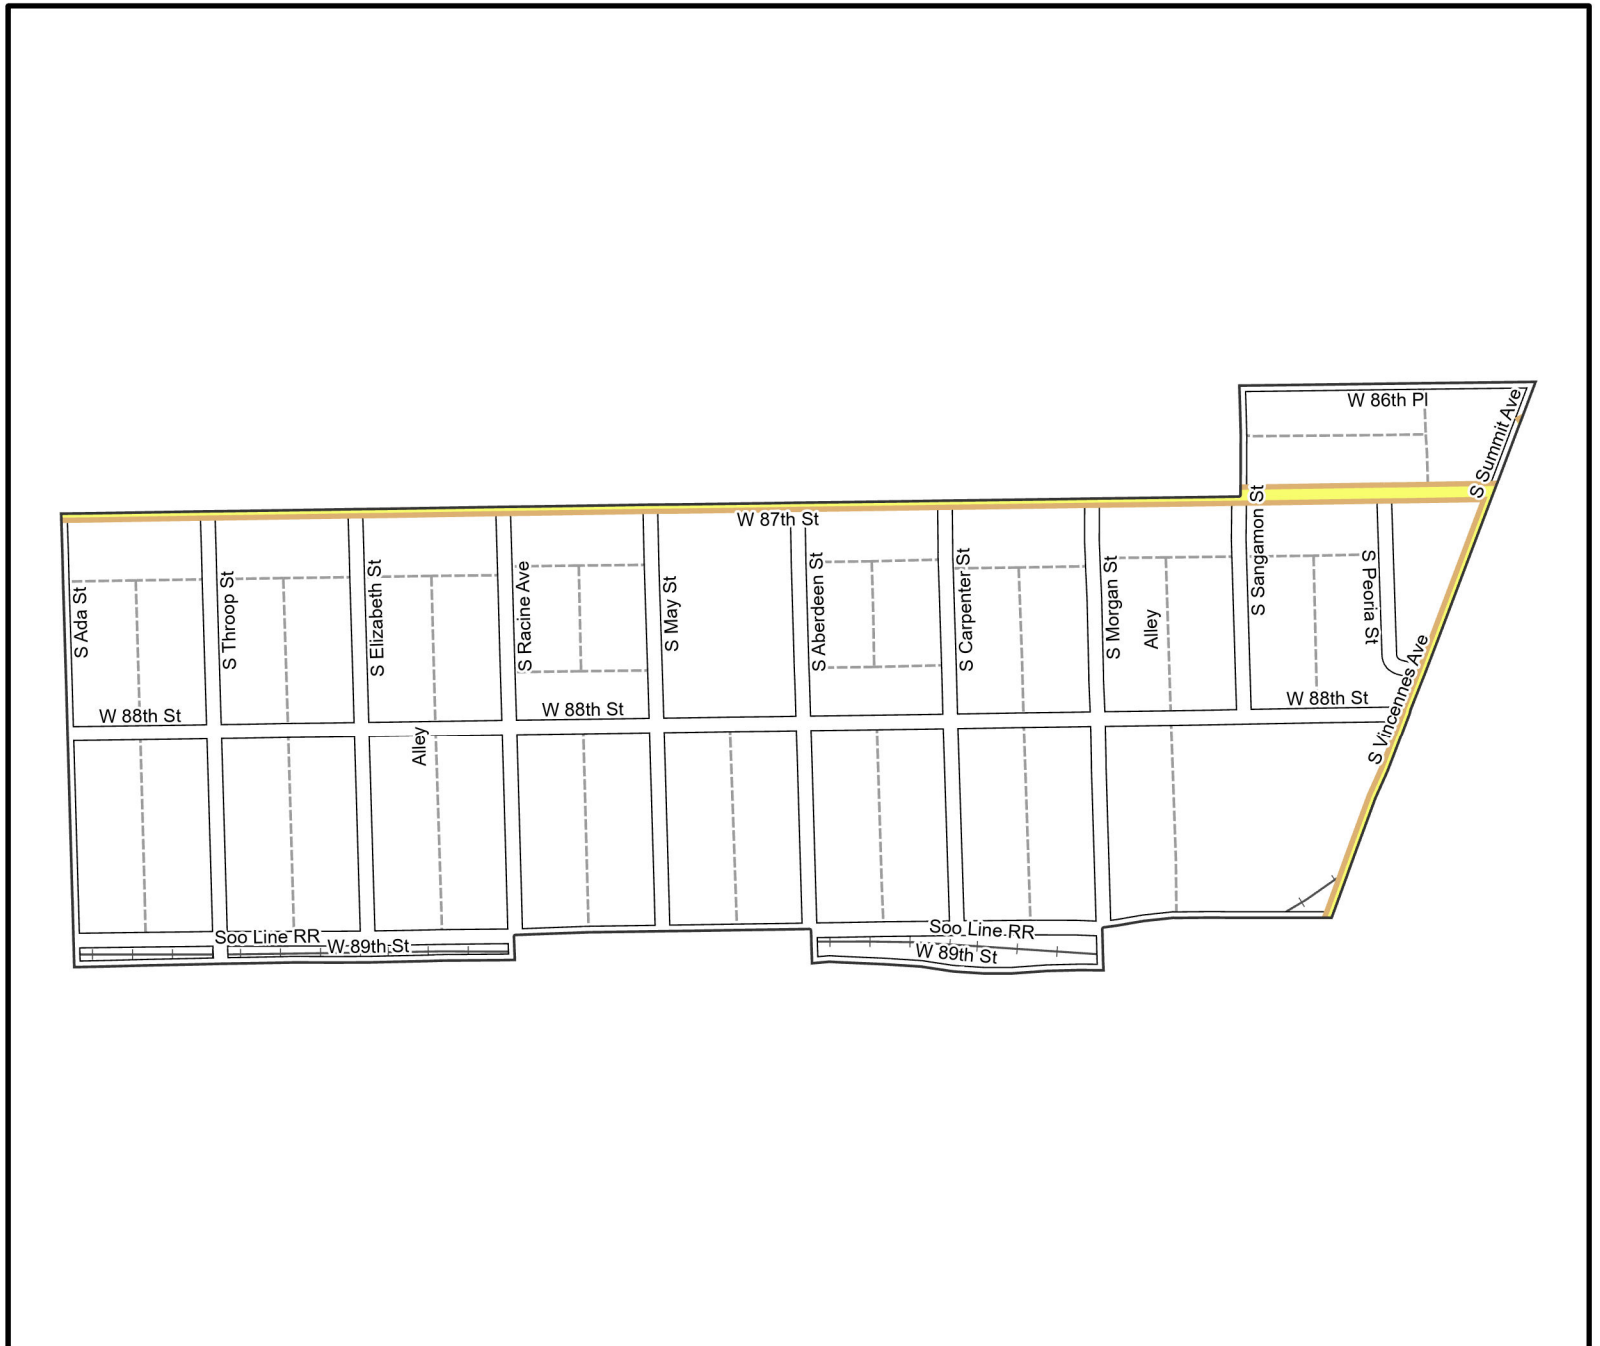 W 86th Pl
S Summit Ave
W 87th St
S Sangamon St
S Ada St
S Throop St
S Elizabeth St
S Racine Ave
S May St
S Aberdeen St
S Carpenter St
S Morgan St
Alley
S Peoria St
S Vincennes Ave
W 88th St
W 88th St
W 88th St
Alley
Soo Line RR
W 89th St
Soo Line RR
W 89th St